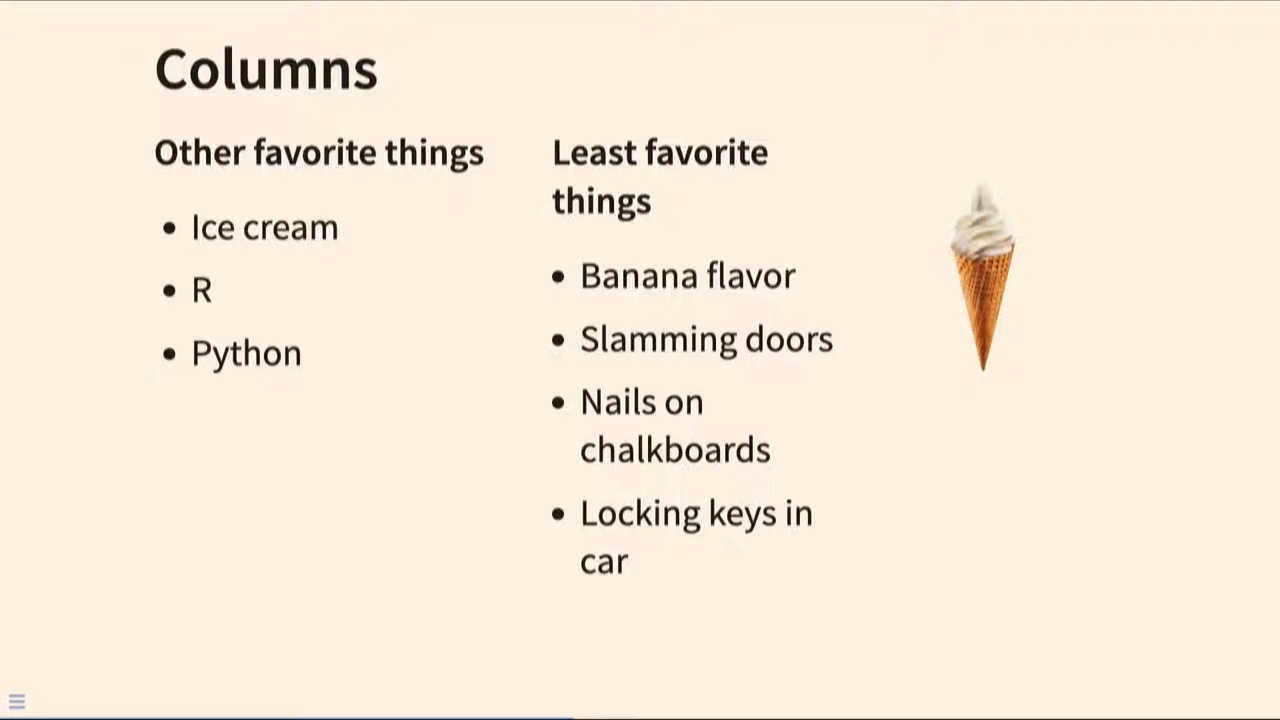 Columns
Other favorite things
• Ice cream
• R
• Python
Least favorite
things
• Banana flavor
• Slamming doors
• Nails on
chalkboards
• Locking keys in
car